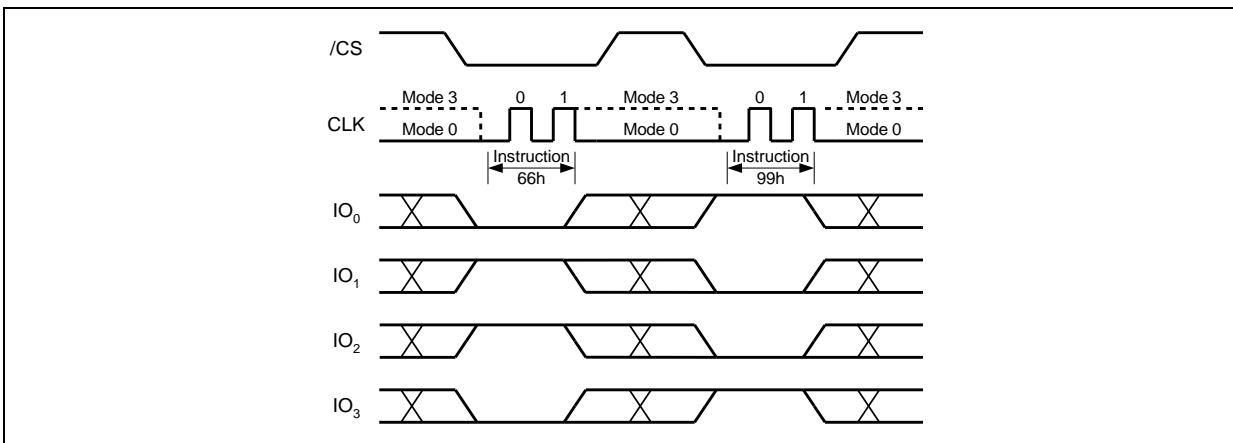 /CS
Mode 3 0 1 Mode 3 0 1 Mode 3
CLK
Mode 0 Mode 0 Mode 0
Instruction Instruction
66h 99h
IO0
IO1
IO2
IO3